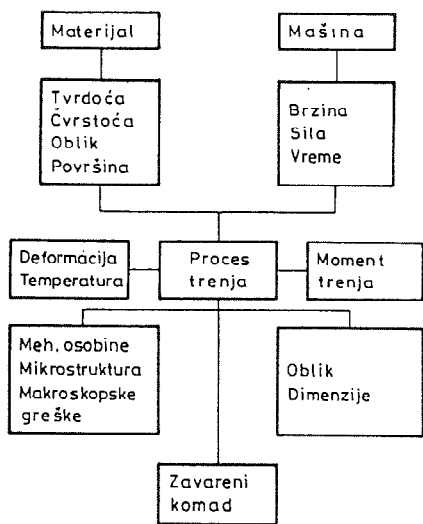 Materijal
Mašina
Tvrdoća
Čvrstoća
Oblik
Površina
Brzina
Sila
Vreme
Deformacija
Temperatura
Proces
trenja
Moment
trenja
Meh. osobine
Mikrostruktura
Makroskopske
greške
Oblik
Dimenzije
Zavareni
komad